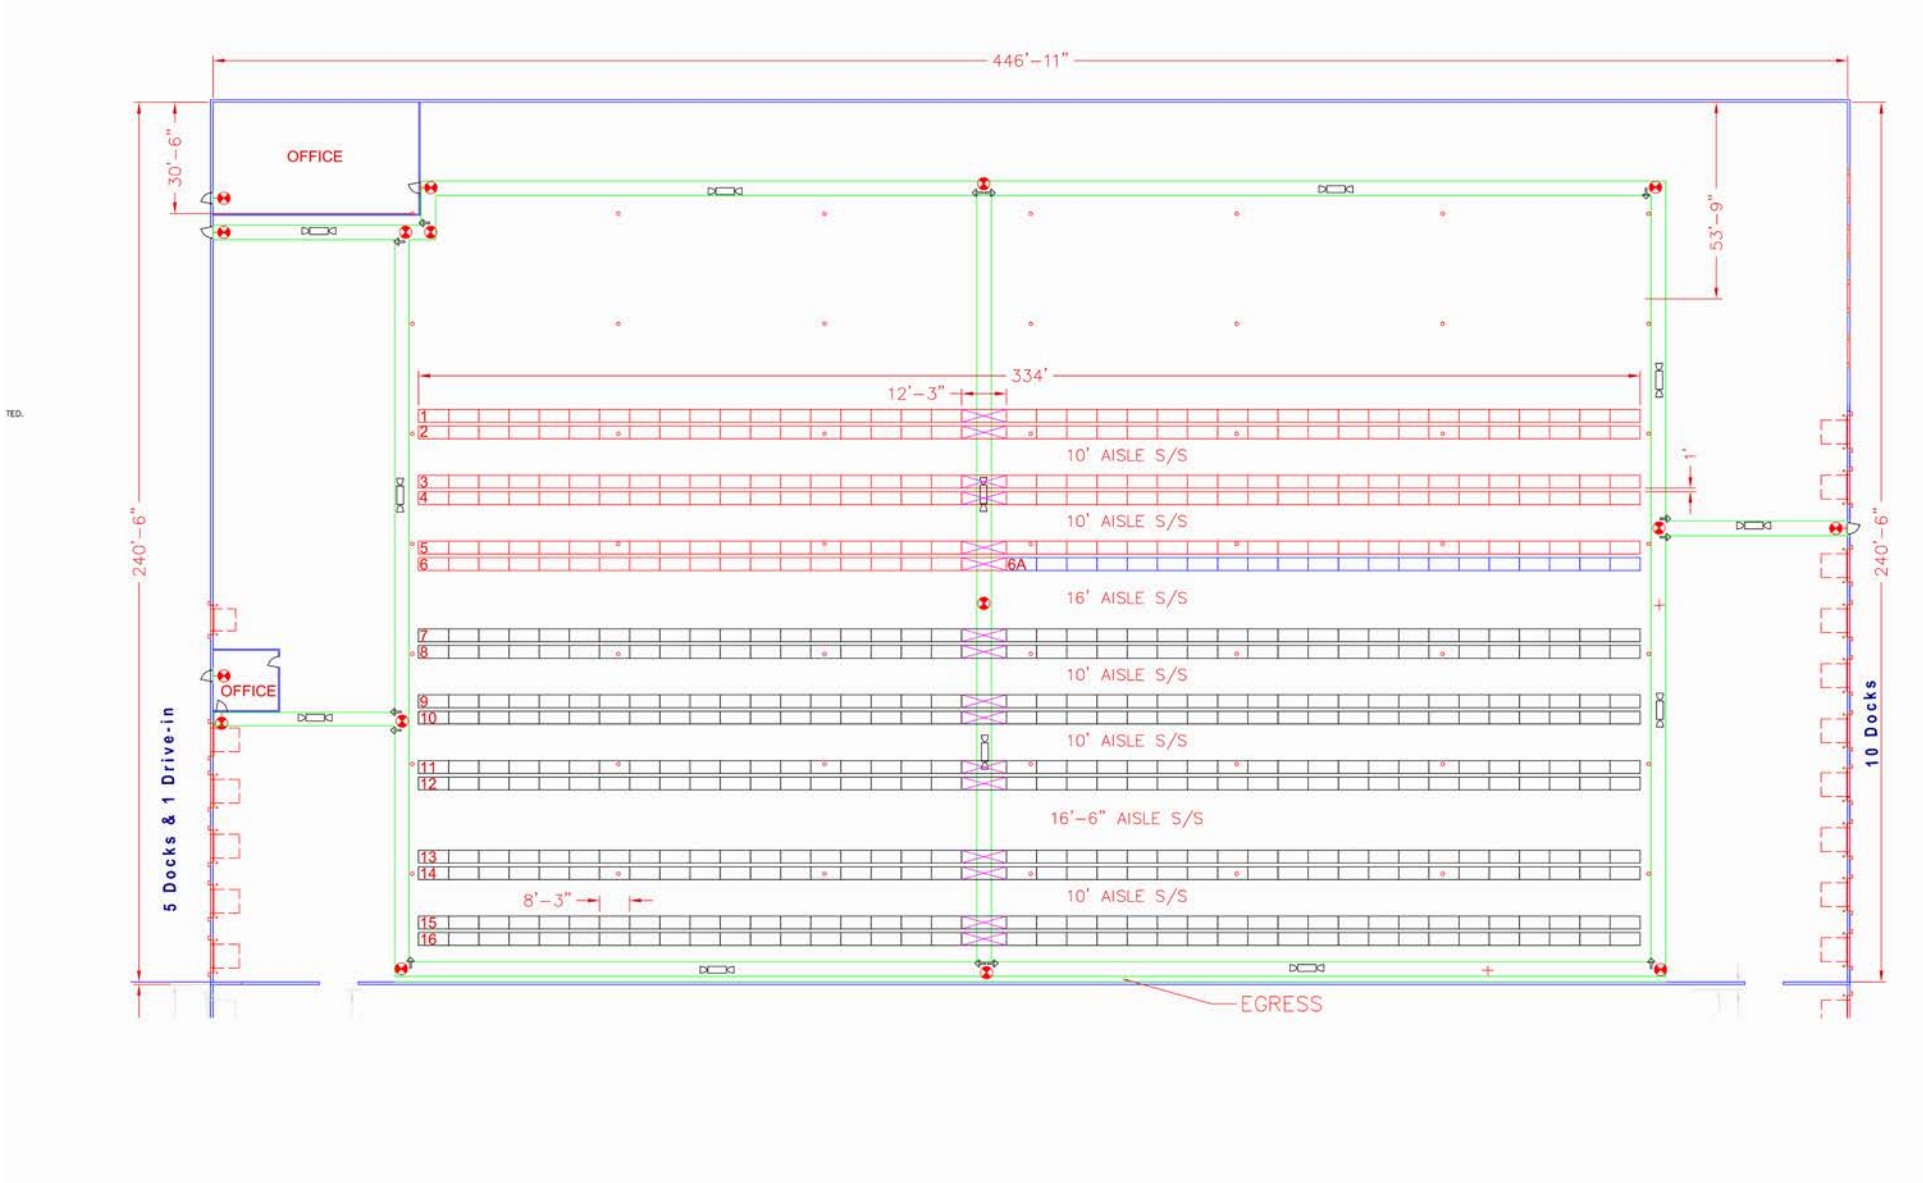 446'-11"
30'-6"
OFFICE
53'-9"
334'
12'-3"
TED.
1
2
10' AISLE S/S
1'
3
4
10' AISLE S/S
240'-6"
240'-6"
5
6
6A
16' AISLE S/S
7
8
10' AISLE S/S
OFFICE
9
10
10' AISLE S/S
10 Docks
5 Docks & 1 Drive-in
11
12
16'-6" AISLE S/S
13
14
8'-3"
10' AISLE S/S
15
16
EGRESS